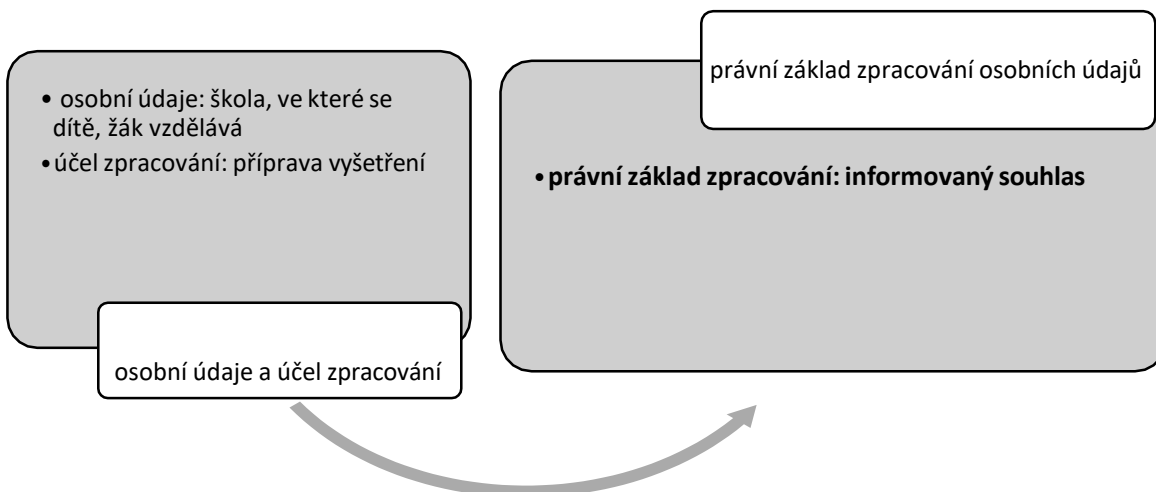 • osobní údaje: škola, ve které se
dítě, žák vzdělává
• účel zpracování: příprava vyšetření
osobní údaje a účel zpracování
právní základ zpracování osobních údajů
• právní základ zpracování: informovaný souhlas